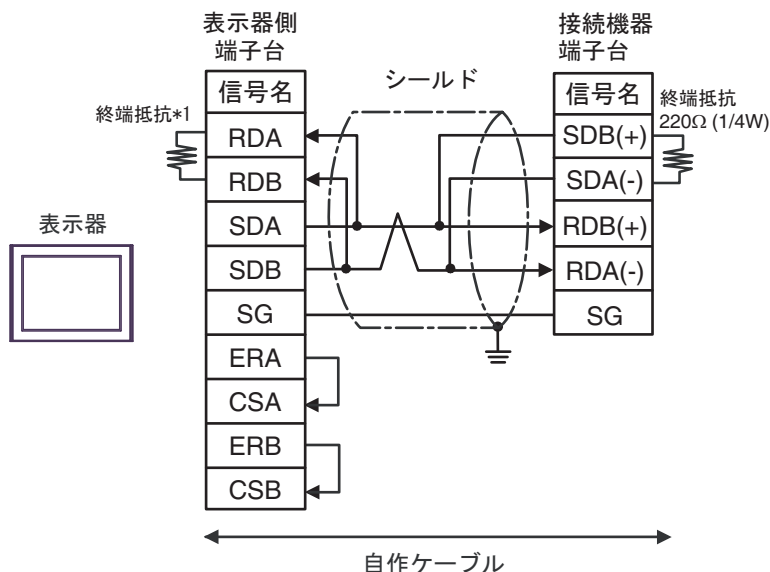 表示器側
端子台
接続機器
端子台
シールド
信号名
信号名
終端抵抗*1
終端抵抗
220Ω (1/4W)
RDA
RDB
SDA
SDB
SG
ERA
CSA
ERB
CSB
SDB(+)
SDA(-)
RDB(+)
RDA(-)
SG
表示器
自作ケーブル